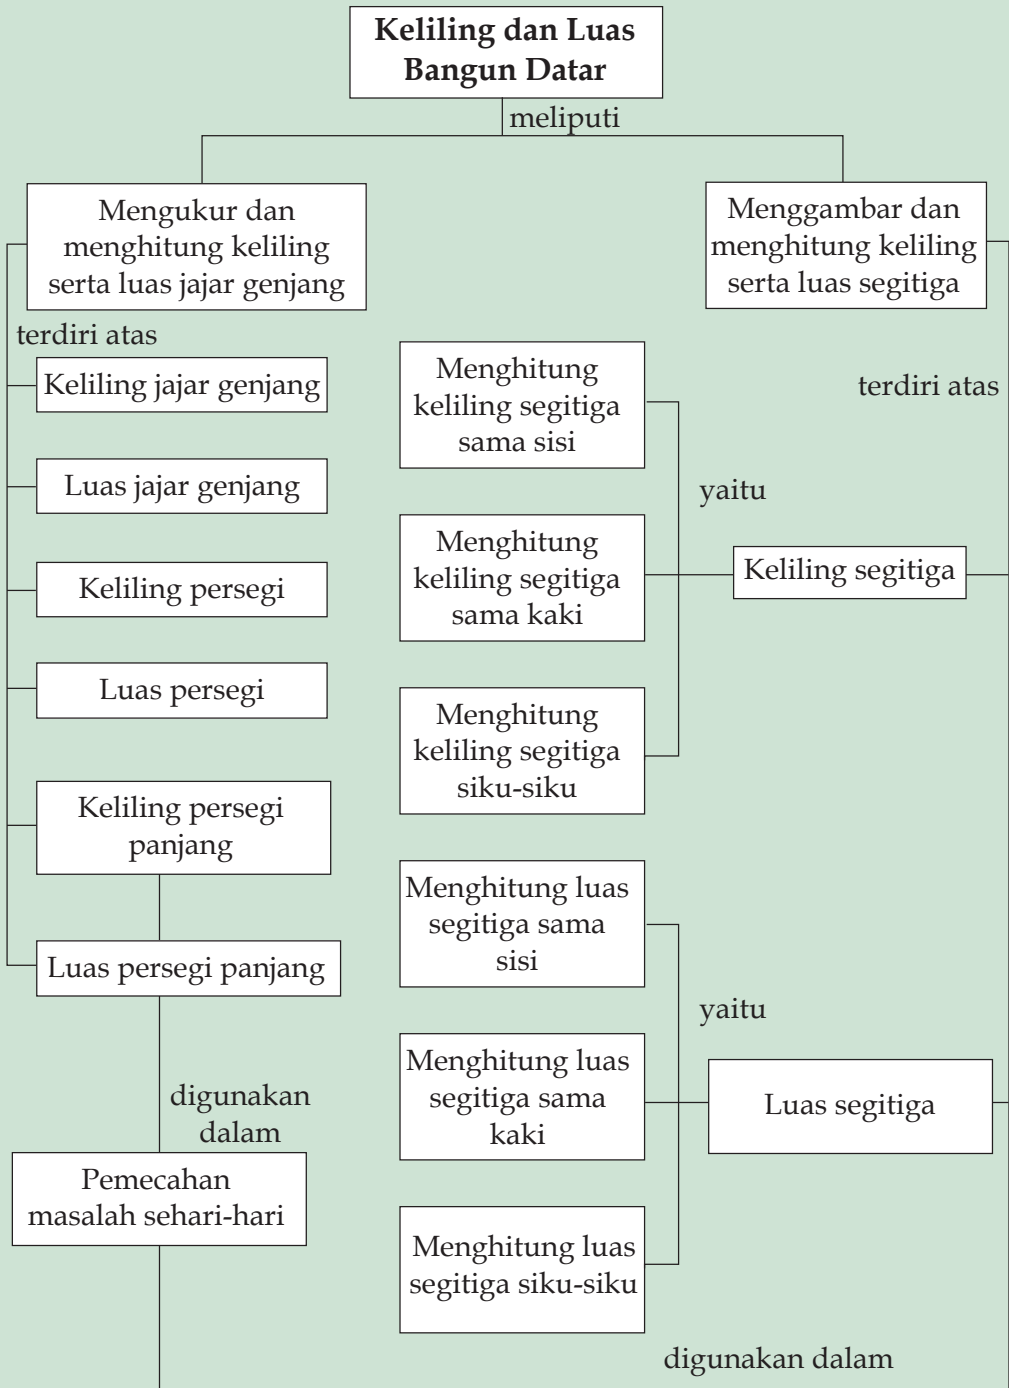 Keliling dan Luas
Bangun Datar
meliputi
Mengukur dan
menghitung keliling
serta luas jajar genjang
terdiri atas
Keliling jajar genjang
Luas jajar genjang
Keliling persegi
Luas persegi
Keliling persegi
panjang
Luas persegi panjang
digunakan
dalam
Pemecahan
masalah sehari-hari
Menggambar dan
menghitung keliling
serta luas segitiga
terdiri atas
Keliling segitiga
yaitu
Menghitung
keliling segitiga
sama sisi
Menghitung
keliling segitiga
sama kaki
Menghitung
keliling segitiga
siku-siku
Luas segitiga
yaitu
Menghitung luas
segitiga sama
sisi
Menghitung luas
segitiga sama
kaki
Menghitung luas
segitiga siku-siku
digunakan dalam